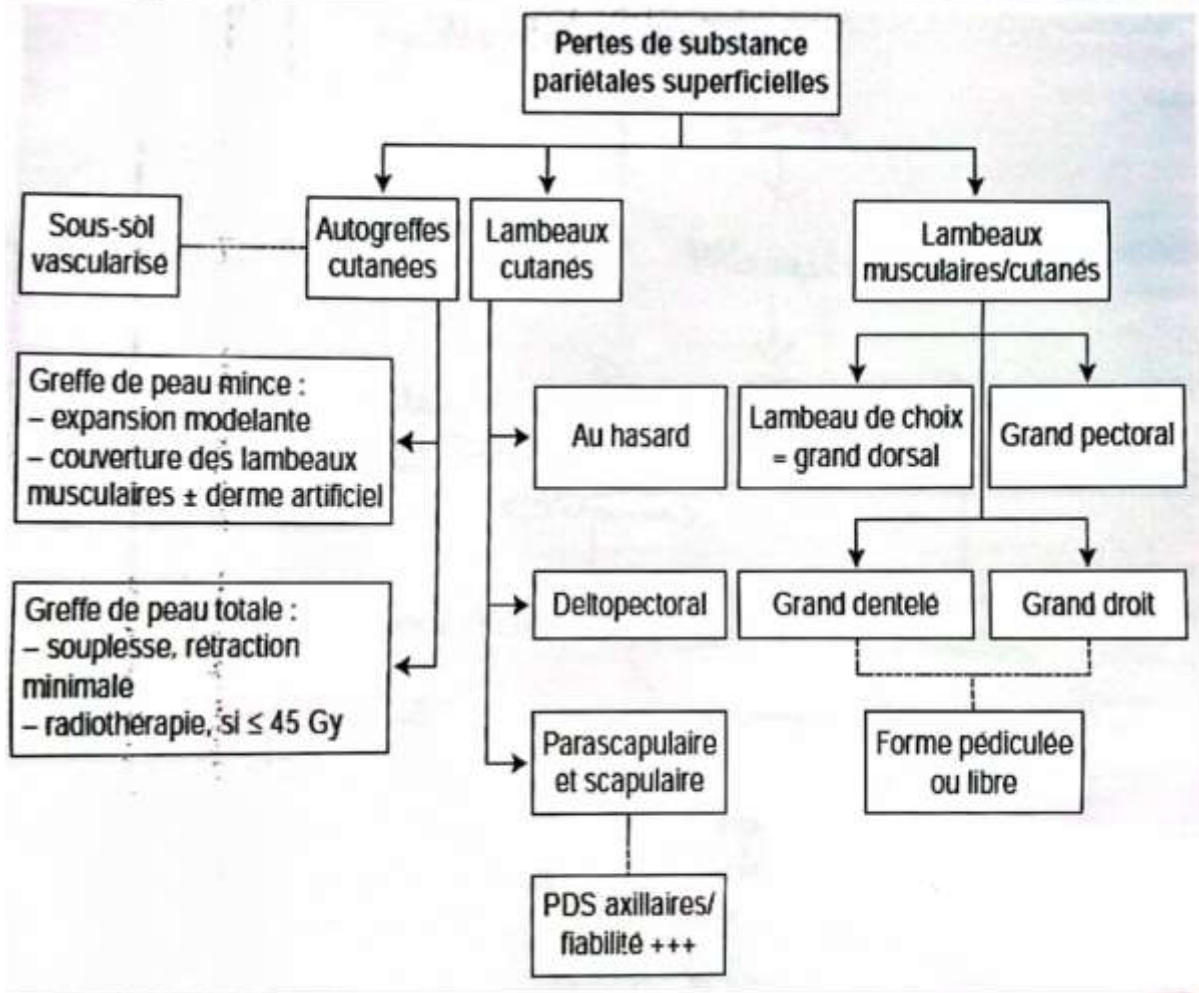 Pertes de substance
pariétales superficielles
Sous-sol
vascularisé
Autogreffes
cutanées
Lambeaux
cutanés
Lambeaux
musculaires/cutanés
Greffe de peau mince :
– expansion modelante
– couverture des lambeaux
musculaires ± derme artificiel
Au hasard
Lambeau de choix
= grand dorsal
Grand pectoral
Greffe de peau totale :
– souplesse, rétraction
minimale
– radiothérapie, si ≤ 45 Gy
Deltopectoral
Grand dentelé
Grand droit
Parascapulaire
et scapulaire
Forme pédiculée
ou libre
PDS axillaires/
fiabilité +++